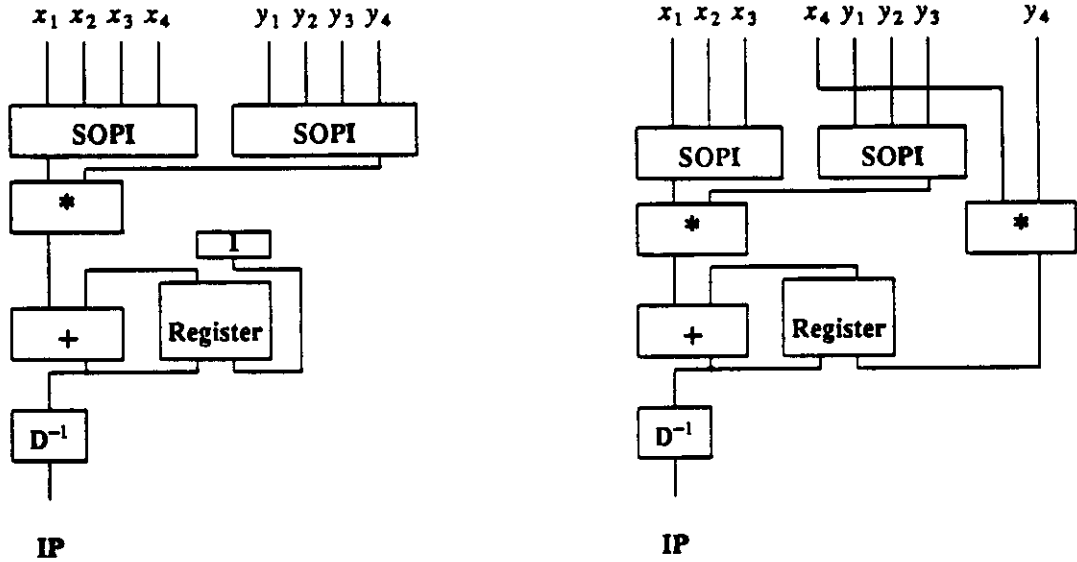 x₁ x₂ x₃ x₄ y₁ y₂ y₃ y₄ x₁ x₂ x₃ x₄ y₁ y₂ y₃ y₄
SOPI SOPI
SOPI SOPI
*
* *
1
Register Register
+ +
D⁻¹ D⁻¹
IP IP